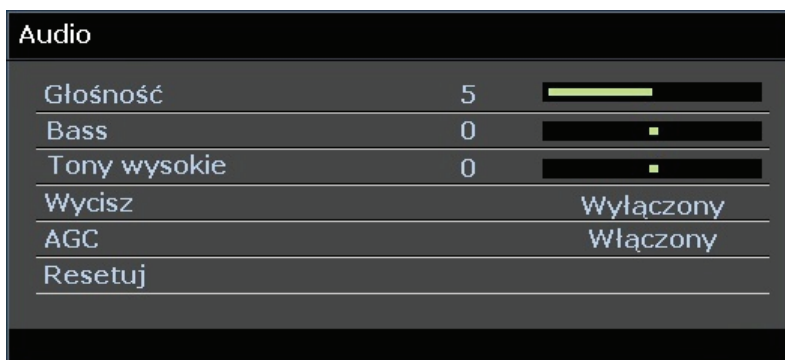 Audio
Głośność 5
Bass 0
Tony wysokie 0
Wycisz Wyłączony
AGC Włączony
Resetuj